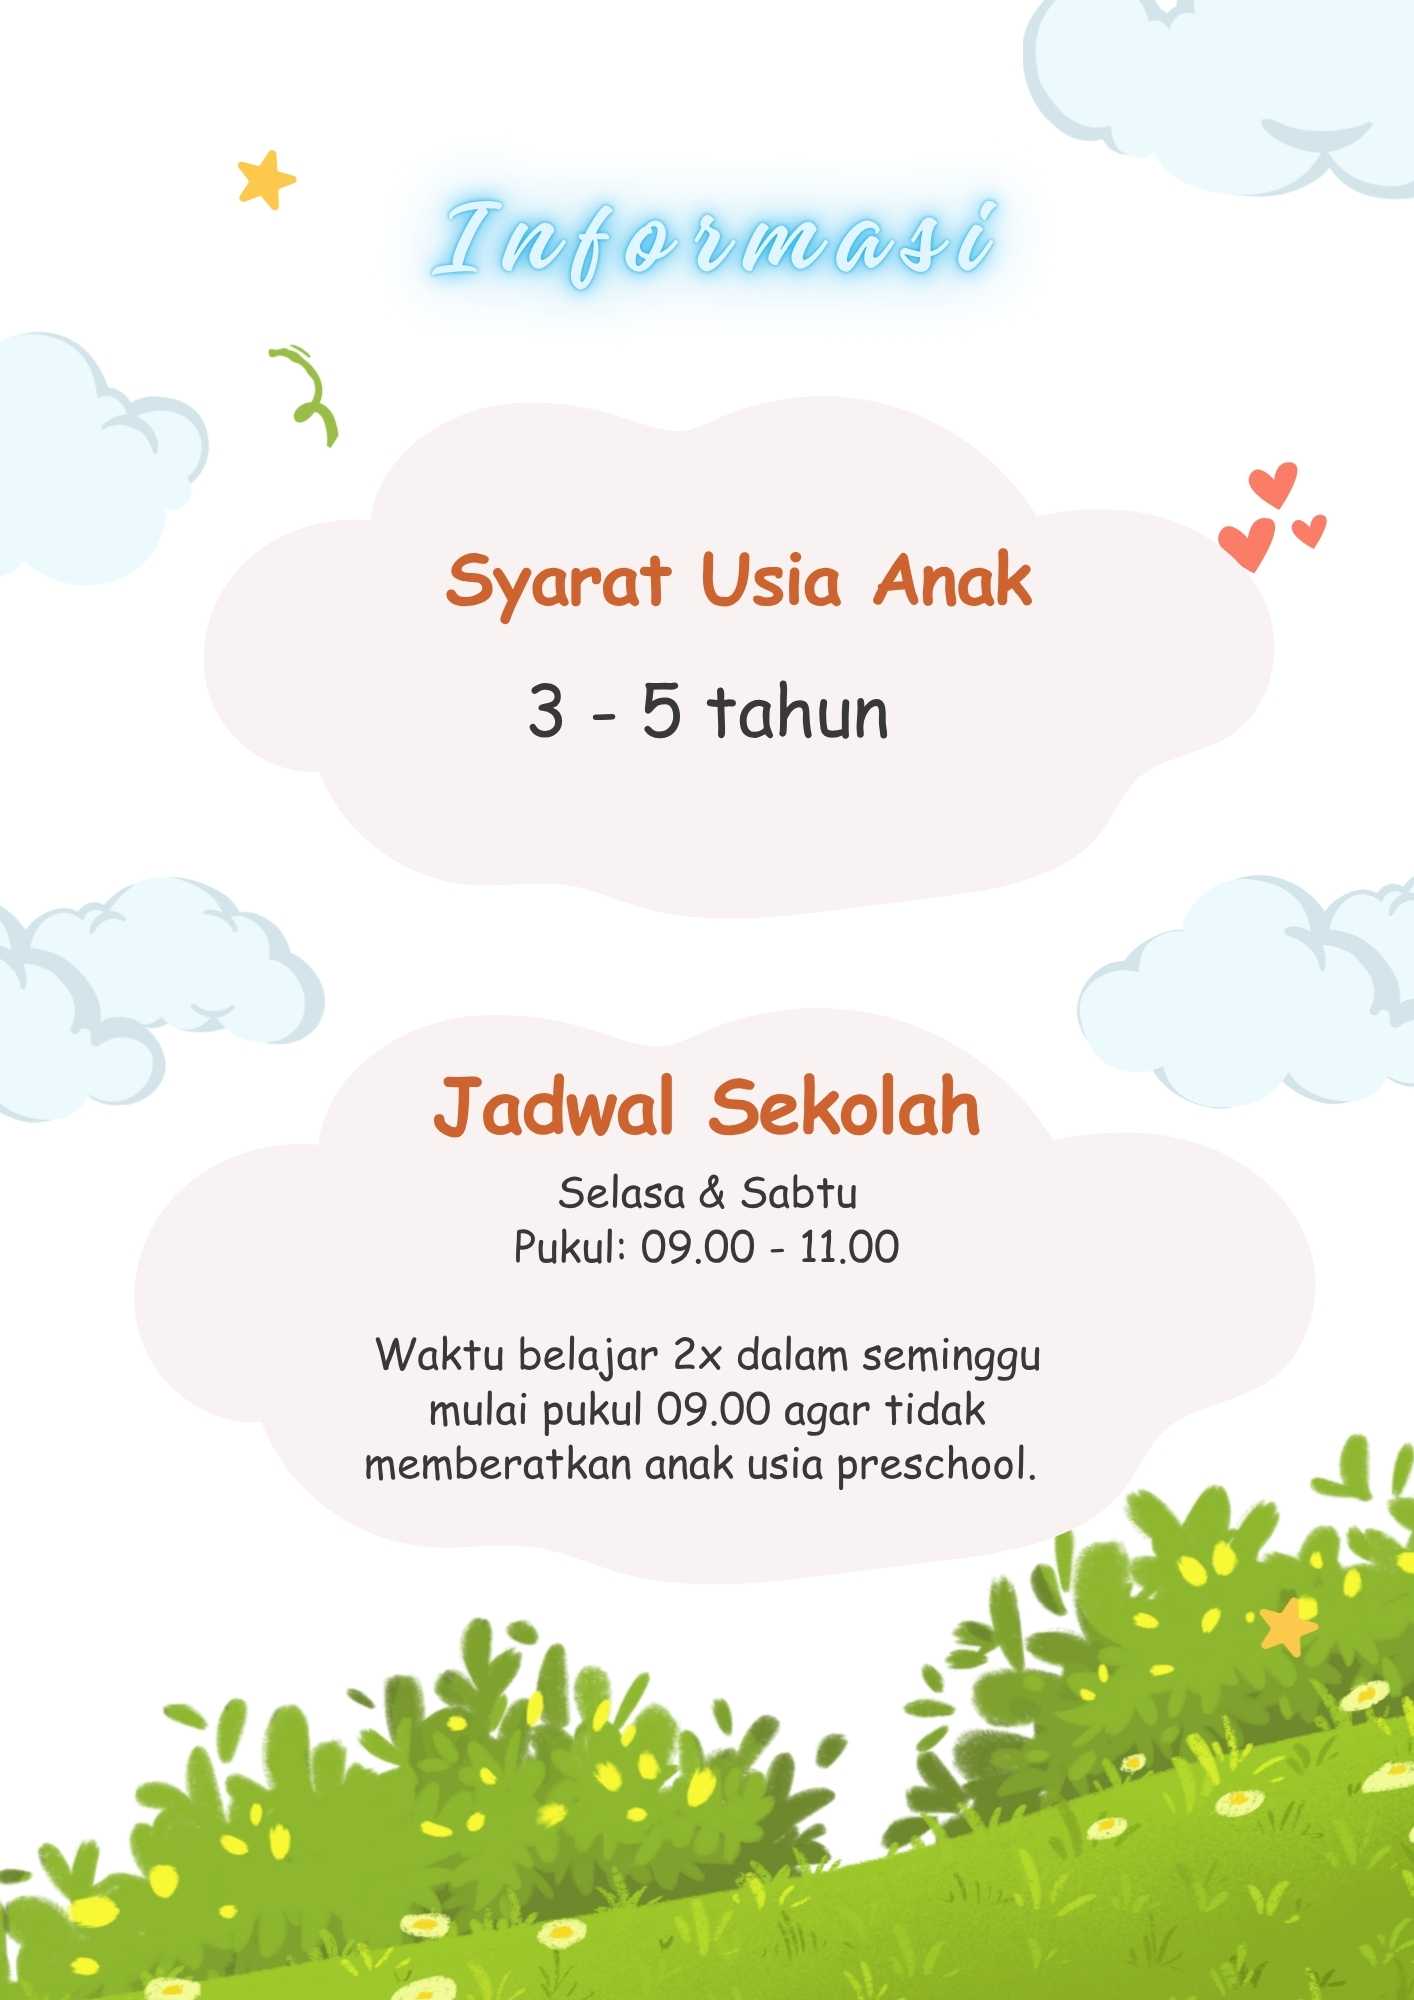 Informasi
Syarat Usia Anak
3 - 5 tahun
Jadwal Sekolah
Selasa & Sabtu
Pukul: 09.00 - 11.00
Waktu belajar 2x dalam seminggu
mulai pukul 09.00 agar tidak
memberatkan anak usia preschool.